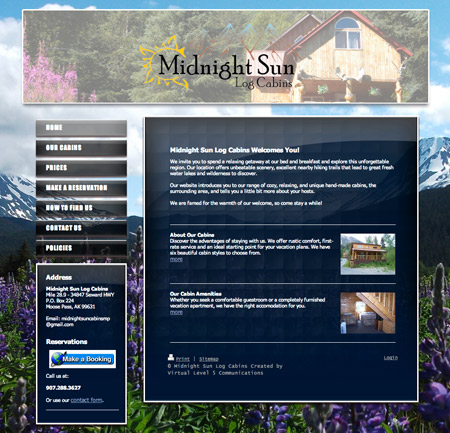 Midnight Sun
Log Cabins
HOME
OUR CABINS
PRICES
MAKE A RESERVATION
HOW TO FIND US
CONTACT US
POLICIES
Address
Midnight Sun Log Cabins
Mile 28.9 - 34847 Seward HWY
P.O. Box 224
Moose Pass, AK 99631
Email: midnightsuncabinsmp
@gmail.com
Reservations
Make a Booking
Call us at:
907.288.3627
Or use our contact form.
Midnight Sun Log Cabins Welcomes You!
We invite you to spend a relaxing getaway at our bed and breakfast and explore this unforgettable
region. Our location offers unbeatable scenery, excellent nearby hiking trails that lead to great fresh
water lakes and wilderness to discover.
Our website introduces you to our range of cozy, relaxing, and unique hand-made cabins, the
surrounding area, and tells you a little bit more about your hosts.
We are famed for the warmth of our welcome, so come stay a while!
About Our Cabins
Discover the advantages of staying with us. We offer rustic comfort, first-
rate service and an ideal starting point for your vacation plans. We have
six beautiful cabin styles to choose from.
more
Our Cabin Amenities
Whether you seek a comfortable guestroom or a completely furnished
vacation apartment, we have the right accomodation for you.
more
Print | Sitemap
Login
© Midnight Sun Log Cabins Created by
Virtual Level 5 Communications